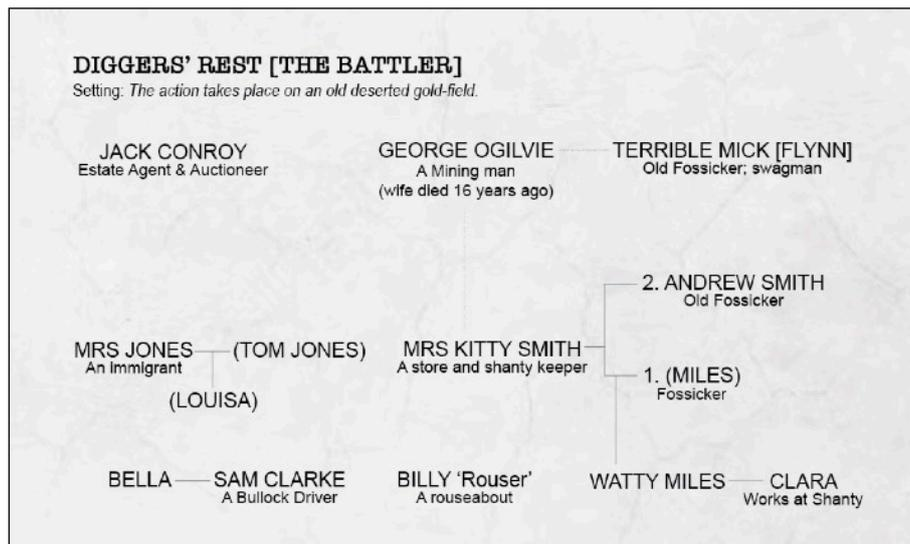 DIGGERS' REST [THE BATTLER]
Setting: The action takes place on an old deserted gold-field.
JACK CONROY
Estate Agent & Auctioneer
GEORGE OGILVIE
A Mining man
(wife died 16 years ago)
TERRIBLE MICK [FLYNN]
Old Fossicker; swagman
2. ANDREW SMITH
Old Fossicker
MRS JONES
An Immigrant
(TOM JONES)
(LOUISA)
MRS KITTY SMITH
A store and shanty keeper
1. (MILES)
Fossicker
BELLA
SAM CLARKE
A Bullock Driver
BILLY 'Rouser'
A rouseabout
WATTY MILES
CLARA
Works at Shanty